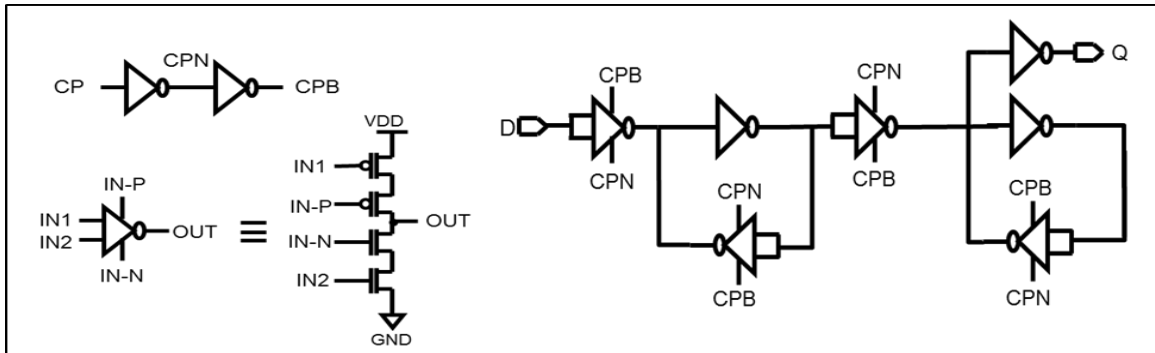 CP
CPN
CPB
IN1
IN2
IN-P
IN-N
OUT
VDD
IN1
IN-P
IN-N
IN2
OUT
GND
D
CPB
CPN
CPN
CPB
CPN
CPB
Q
CPB
CPN